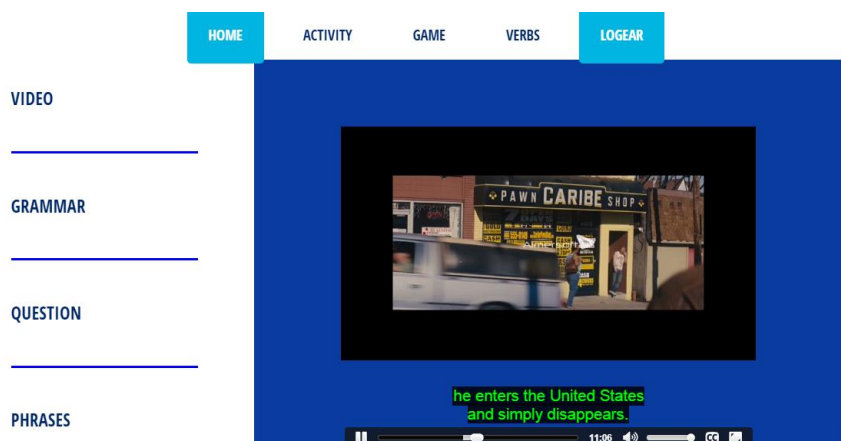 HOME ACTIVITY GAME VERBS LOGEAR
VIDEO
GRAMMAR
QUESTION
PHRASES
PAWN CARIBE SHOP
he enters the United States
and simply disappears.
11:06 CC